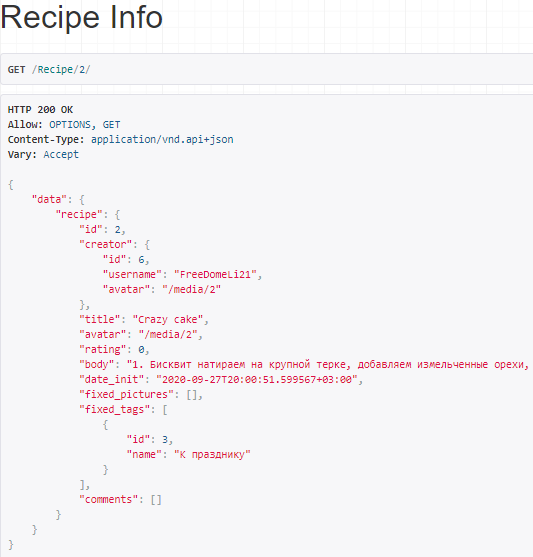 Recipe Info
GET /Recipe/2/
HTTP 200 OK
Allow: OPTIONS, GET
Content-Type: application/vnd.api+json
Vary: Accept
{
"data": {
"recipe": {
"id": 2,
"creator": {
"id": 6,
"username": "FreeDomeLi21",
"avatar": "/media/2"
},
"title": "Crazy cake",
"avatar": "/media/2",
"rating": 0,
"body": "1. Бисквит натираем на крупной терке, добавляем измельченные орехи,
"date_init": "2020-09-27T20:00:51.599567+03:00",
"fixed_pictures": [],
"fixed_tags": [
{
"id": 3,
"name": "К празднику"
}
],
"comments": []
}
}
}